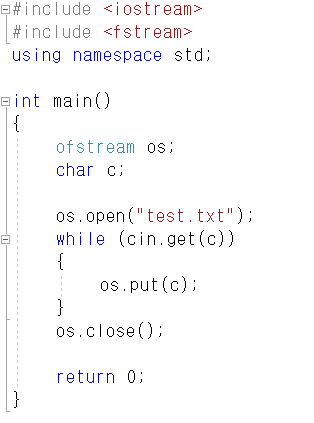 #include <iostream>
#include <fstream>
using namespace std;
int main()
{
ofstream os;
char c;
os.open("test.txt");
while (cin.get(c))
{
os.put(c);
}
os.close();
return 0;
}